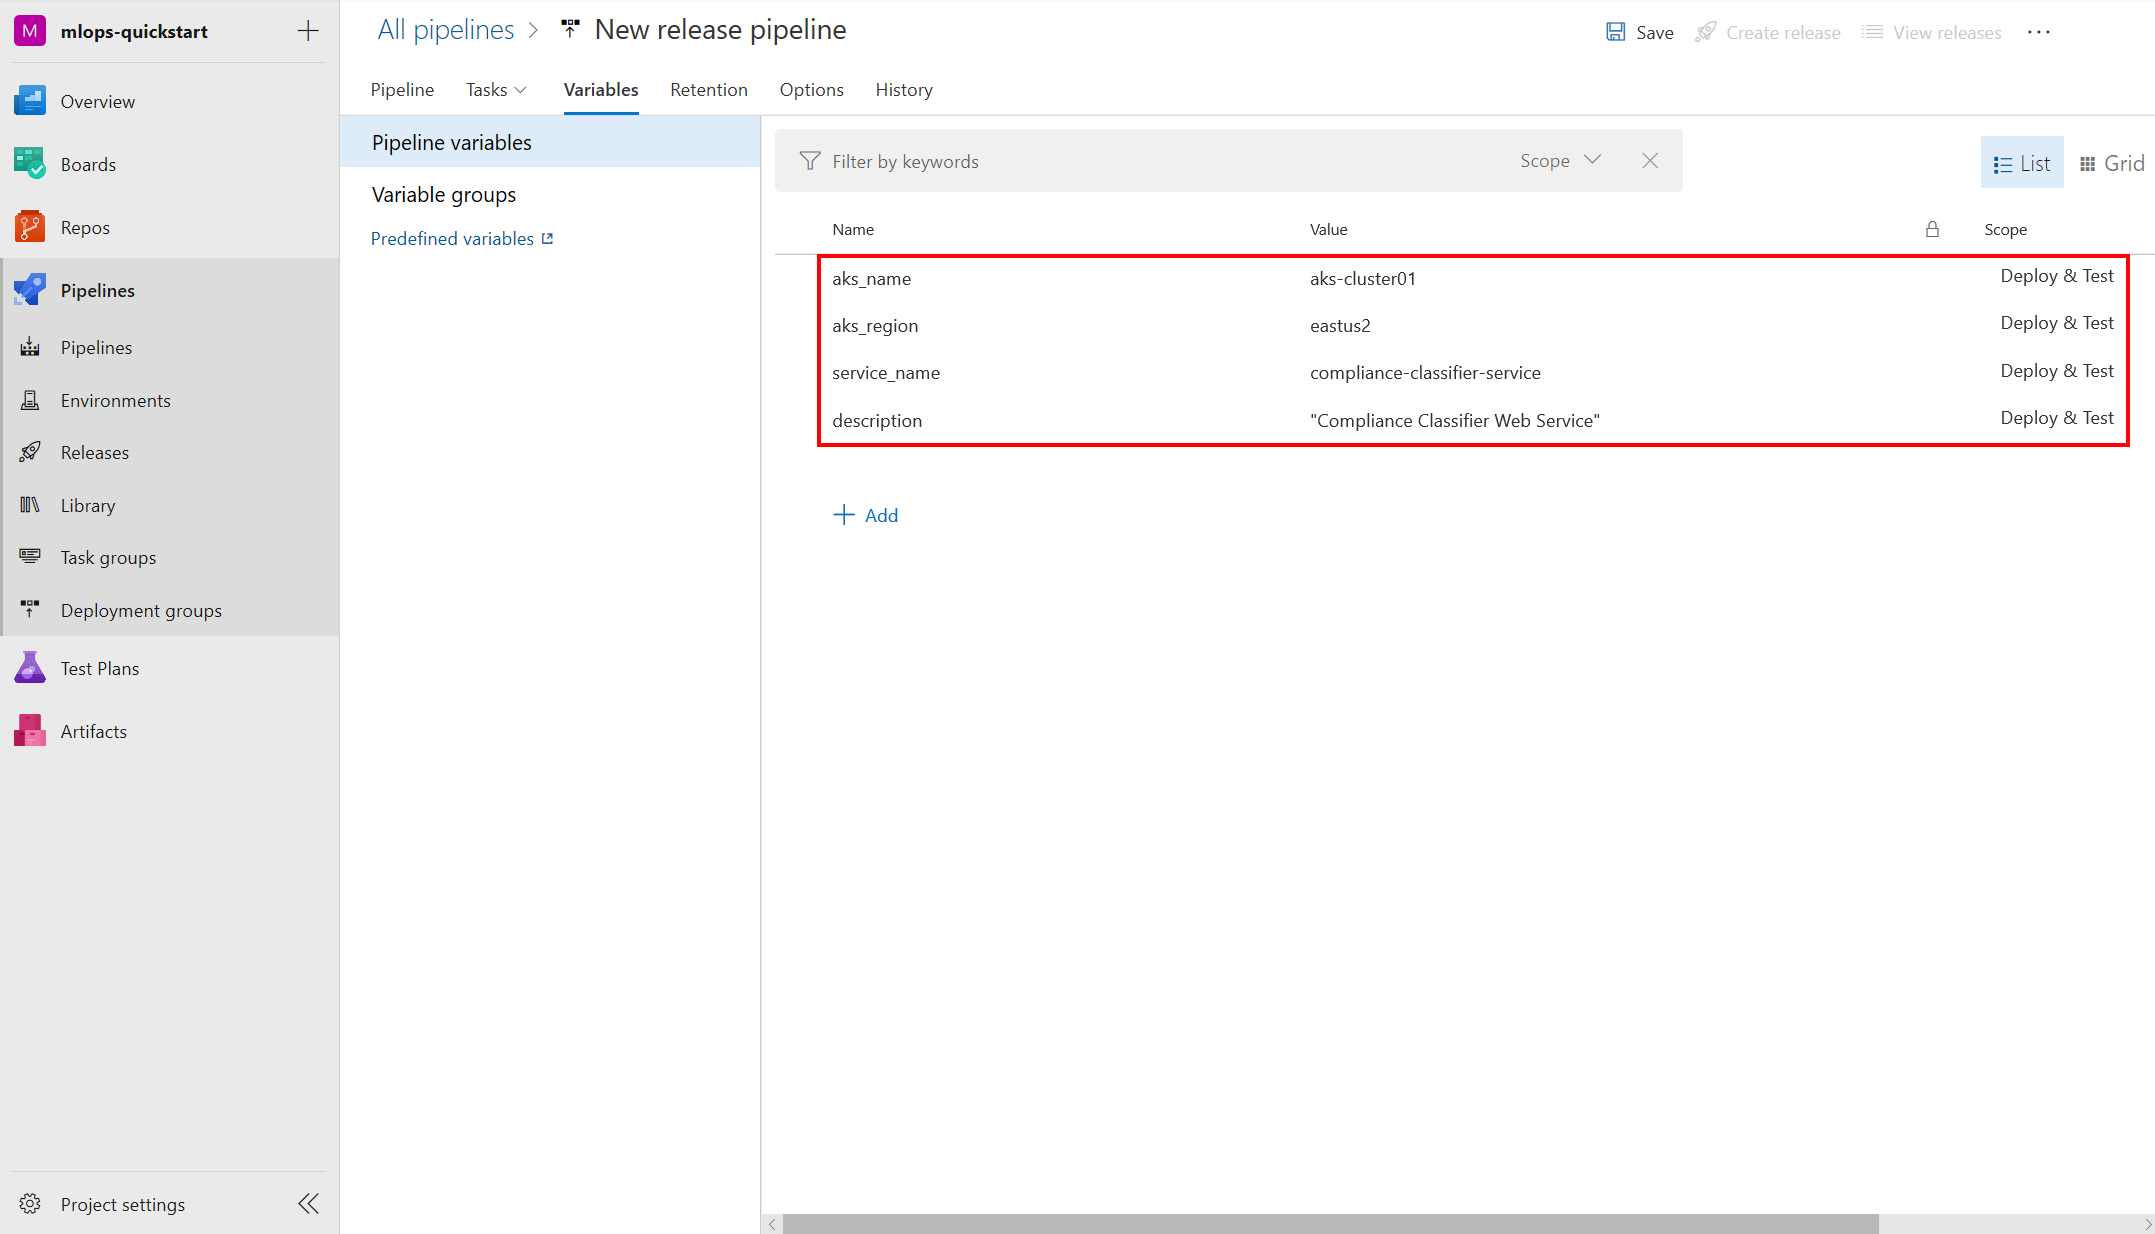 M mlops-quickstart
Overview
Boards
Repos
Pipelines
Pipelines
Environments
Releases
Library
Task groups
Deployment groups
Test Plans
Artifacts
Project settings
All pipelines > New release pipeline
Save Create release View releases ...
Pipeline Tasks Variables Retention Options History
Pipeline variables
Variable groups
Predefined variables
Filter by keywords Scope
List Grid
Name Value Scope
aks_name aks-cluster01 Deploy & Test
aks_region eastus2 Deploy & Test
service_name compliance-classifier-service Deploy & Test
description "Compliance Classifier Web Service" Deploy & Test
+ Add